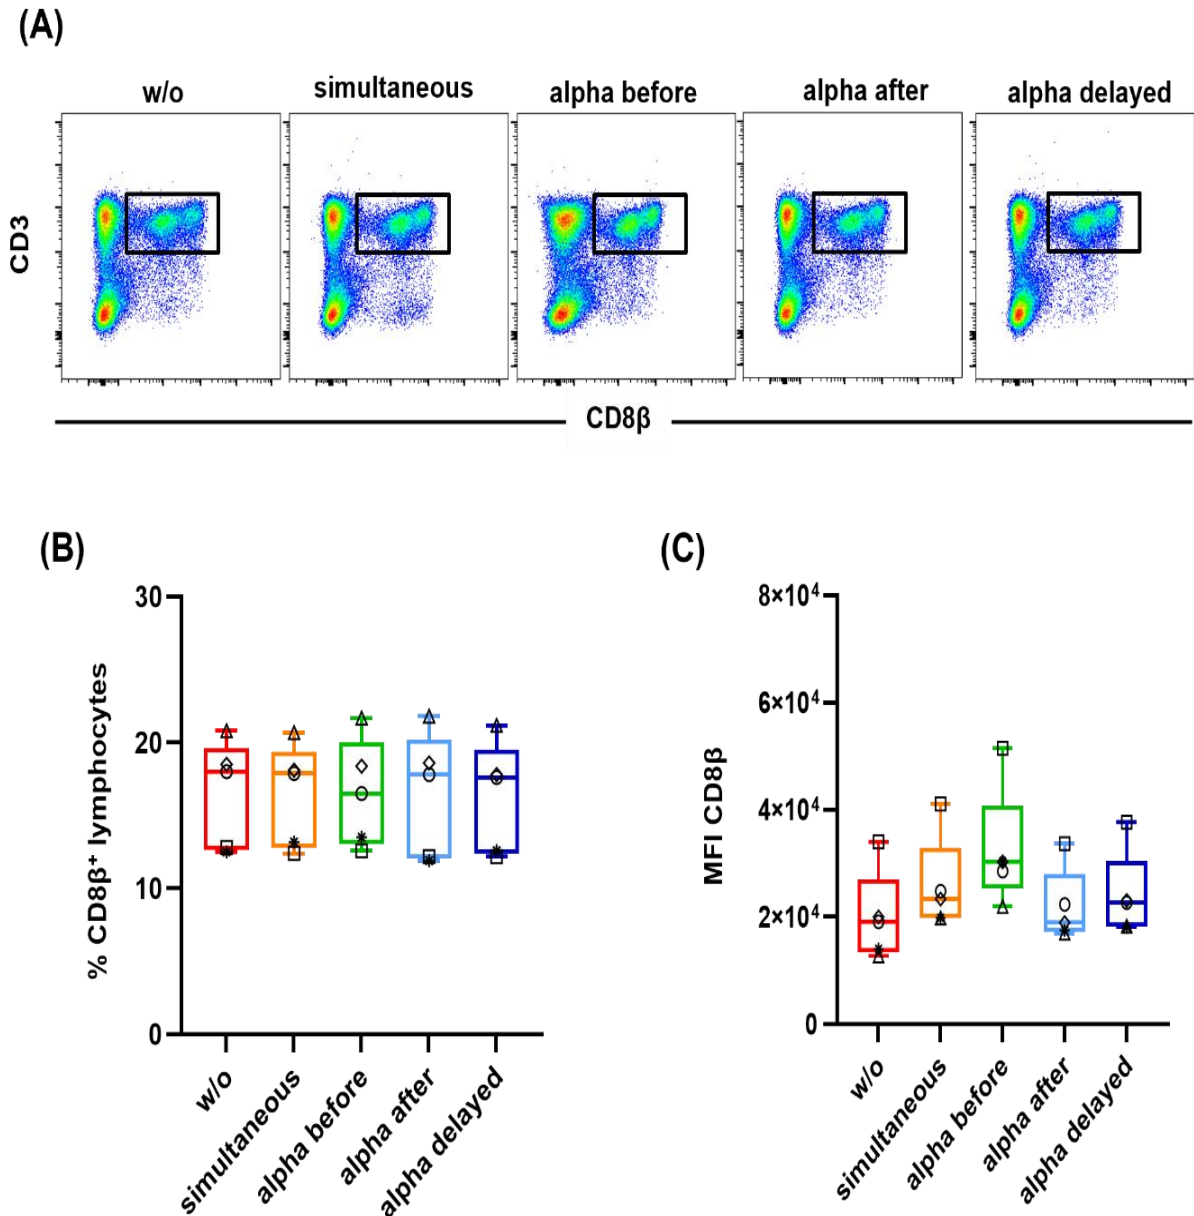 (A)
w/o
simultaneous
alpha before
alpha after
alpha delayed
CD3
CD8β
(B)
% CD8β⁺ lymphocytes
30
20
10
0
w/o
simultaneous
alpha before
alpha after
alpha delayed
(C)
MFI CD8β
8×10⁴
6×10⁴
4×10⁴
2×10⁴
0
w/o
simultaneous
alpha before
alpha after
alpha delayed